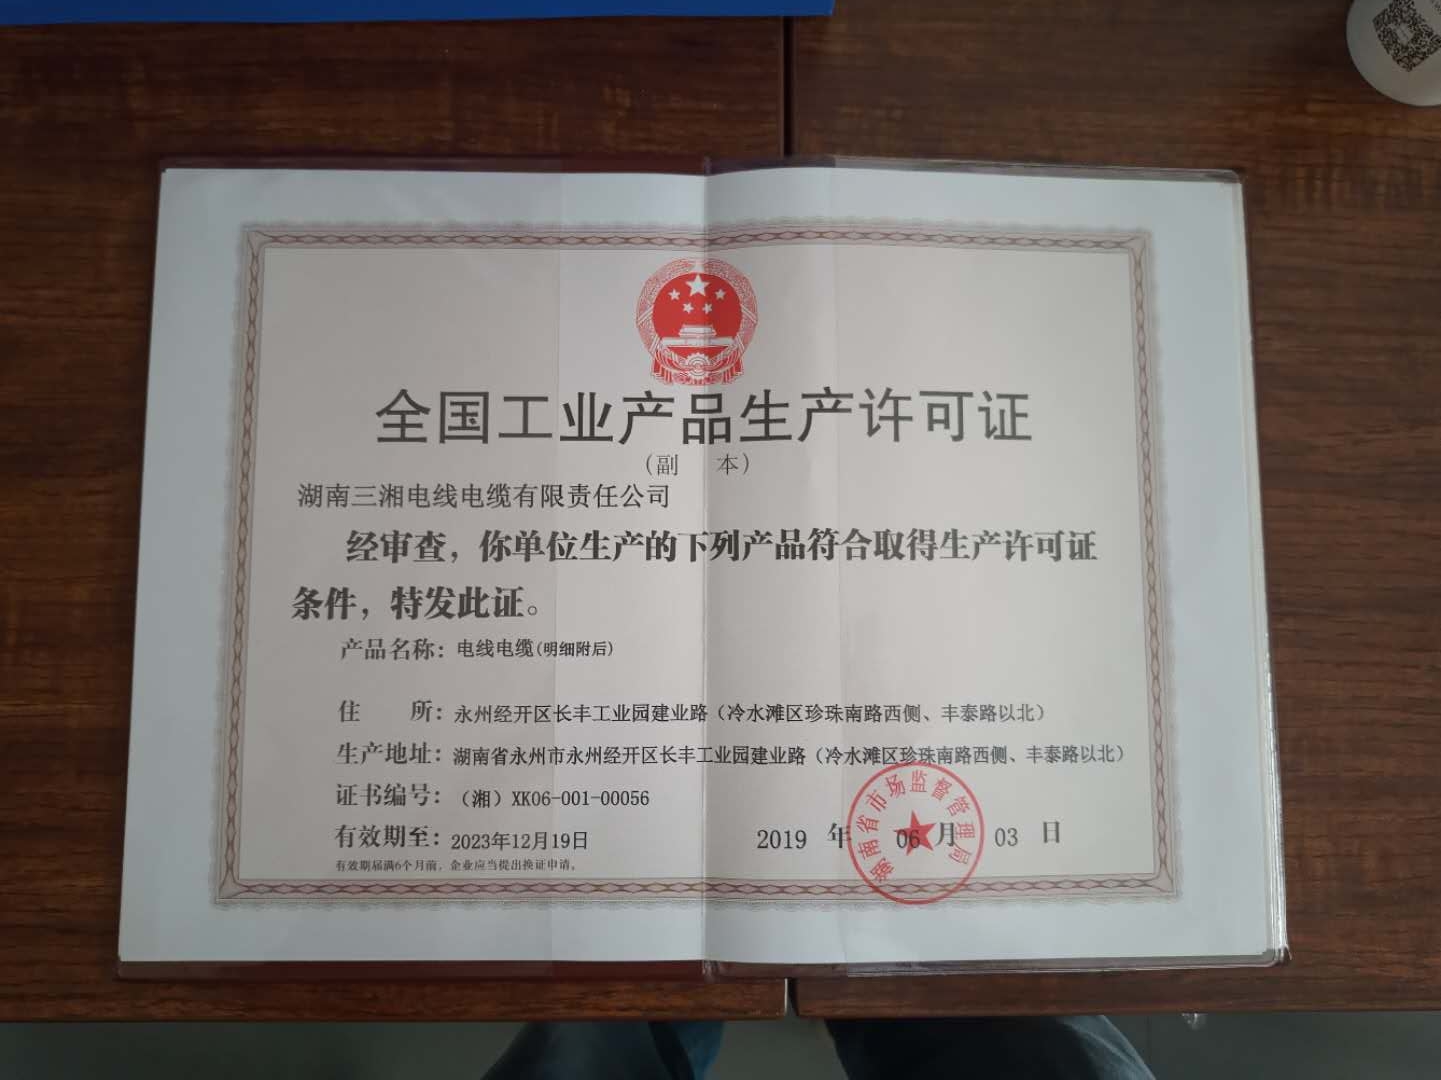 全国工业产品生产许可证
（副 本）
湖南三湘电线电缆有限责任公司
经审查，你单位生产的下列产品符合取得生产许可证
条件，特发此证。
产品名称：电线电缆(明细附后)
住 所：永州经开区长丰工业园建业路（冷水滩区珍珠南路西侧、丰泰路以北）
生产地址：湖南省永州市永州经开区长丰工业园建业路（冷水滩区珍珠南路西侧、丰泰路以北）
证书编号：（湘）XK06-001-00056
有效期至：2023年12月19日
2019 年 06 月 03 日
湖南省市场监督管理局
有效期届满6个月前，企业应当提出换证申请。